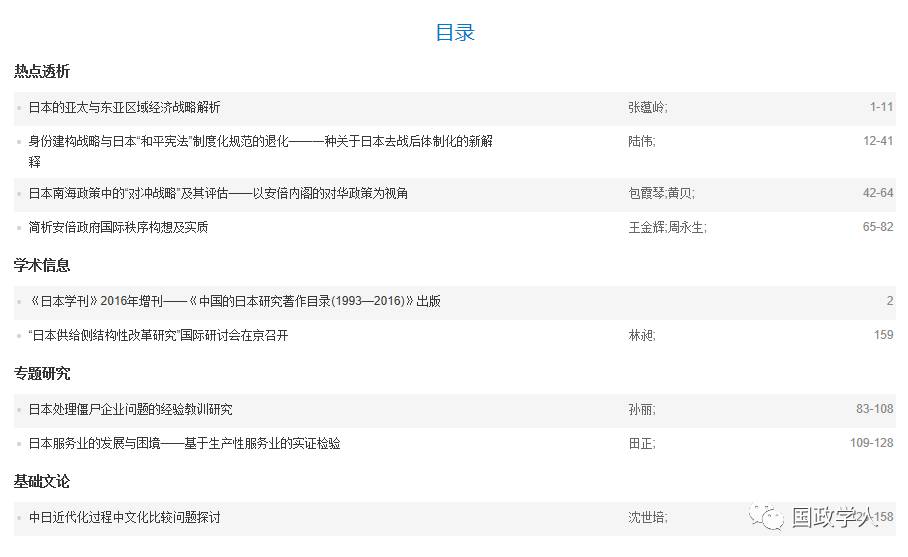 目录
热点透析
日本的亚太与东亚区域经济战略解析 张蕴岭; 1-11
身份建构战略与日本“和平宪法”制度化规范的退化——一种关于日本去战后体制化的新解 陆伟; 12-41
释
日本南海政策中的“对冲战略”及其评估——以安倍内阁的对华政策为视角 包霞琴;黄贝; 42-64
简析安倍政府国际秩序构想及实质 王金辉;周永生; 65-82
学术信息
《日本学刊》2016年增刊——《中国的日本研究著作目录(1993—2016)》出版 2
“日本供给侧结构性改革研究”国际研讨会在京召开 林昶; 159
专题研究
日本处理僵尸企业问题的经验教训研究 孙丽; 83-108
日本服务业的发展与困境——基于生产性服务业的实证检验 田正; 109-128
基础文论
中日近代化过程中文化比较问题探讨 沈世培; -158
国政学人